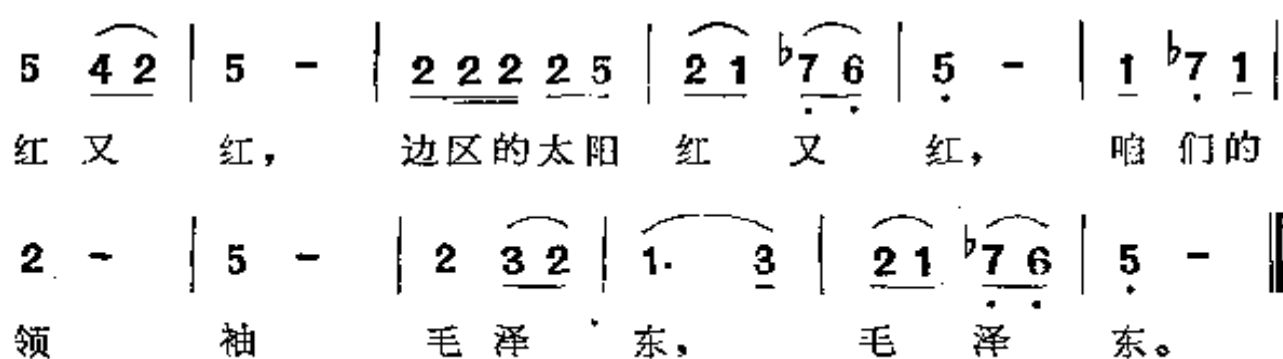 5 4 2 | 5 - | 2 2 2 2 5 | 2 1 ♭7 6 | 5 - | 1 ♭7 1 |
红 又 红， 边区的太阳 红 又 红， 咱 们的
2 - | 5 - | 2 3 2 | 1· 3 | 2 1 ♭7 6 | 5 - ‖
领 袖 毛 泽 东， 毛 泽 东。